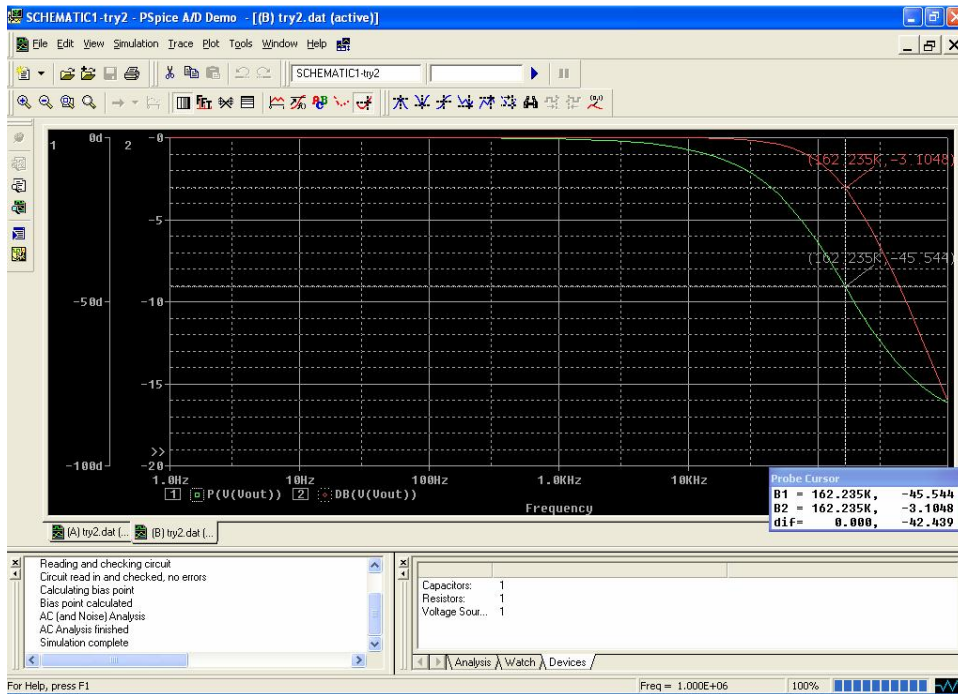 SCHEMATIC1-try2 - PSpice A/D Demo - [(B) try2.dat (active)]
File Edit View Simulation Trace Plot Tools Window Help
SCHEMATIC1-try2
1 0d 2 -0
(162.235K,-3.1048)
-5
(162.235K,-45.544)
-50d -10
-15
>>
-100d -20
1.0Hz 10Hz 100Hz 1.0KHz 10KHz
1 P(V(Vout)) 2 DB(V(Vout))
Frequency
Probe Cursor
B1 = 162.235K, -45.544
B2 = 162.235K, -3.1048
dif= 0.000, -42.439
(A) try2.dat (... (B) try2.dat (...
Reading and checking circuit
Circuit read in and checked, no errors
Calculating bias point
Bias point calculated
AC (and Noise) Analysis
AC Analysis finished
Simulation complete
Capacitors: 1
Resistors: 1
Voltage Sour... 1
Analysis Watch Devices
For Help, press F1 Freq = 1.000E+06 100%